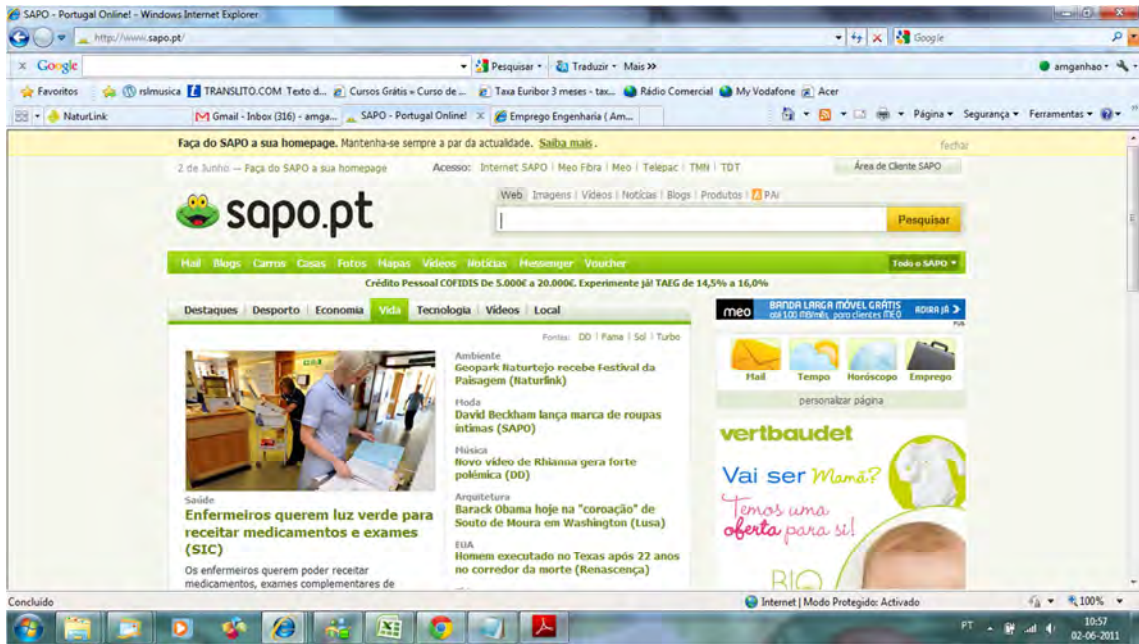 SAPO - Portugal Online! - Windows Internet Explorer
http://www.sapo.pt/
Google
x Google
Pesquisar
Traduzir
Mais >>
amganhao
Favoritos
rslmusica
TRANSLITO.COM Texto d...
Cursos Grátis » Curso de ...
Taxa Euribor 3 meses - tax...
Rádio Comercial
My Vodafone
Acer
NaturLink
Gmail - Inbox (316) - amga...
SAPO - Portugal Online!
Emprego Engenharia ( Am...
Página
Segurança
Ferramentas
Faça do SAPO a sua homepage. Mantenha-se sempre a par da actualidade. Saiba mais.
fechar
2 de Junho — Faça do SAPO a sua homepage
Acesso: Internet SAPO | Meo Fibra | Meo | Telepac | TMN | TDT
Área de Cliente SAPO
Web Imagens | Vídeos | Notícias | Blogs | Produtos | PAi
sapo.pt
Pesquisar
Mail Blogs Carros Casas Fotos Mapas Vídeos Notícias Messenger Voucher
Todo o SAPO
Crédito Pessoal COFIDIS De 5.000€ a 20.000€. Experimente já! TAEG de 14,5% a 16,0%
Destaques | Desporto | Economia Vida Tecnologia | Vídeos | Local
meo
BANDA LARGA MÓVEL GRÁTIS
até 100 MB/mês, para clientes MEO
ADIRA JÁ
PUB
Fontes: DD | Fama | Sol | Turbo
Ambiente
Geopark Naturtejo recebe Festival da
Paisagem (Naturlink)
Moda
David Beckham lança marca de roupas
íntimas (SAPO)
Música
Novo vídeo de Rhianna gera forte
polémica (DD)
Arquitetura
Barack Obama hoje na "coroação" de
Souto de Moura em Washington (Lusa)
EUA
Homem executado no Texas após 22 anos
no corredor da morte (Renascença)
Saúde
Enfermeiros querem luz verde para
receitar medicamentos e exames
(SIC)
Os enfermeiros querem poder receitar
medicamentos, exames complementares de
Mail
Tempo
Horóscopo
Emprego
personalizar página
vertbaudet
Vai ser Mamã?
Temos uma
oferta para si!
BIO
Concluído
Internet | Modo Protegido: Activado
100%
PT
10:57
02-06-2011